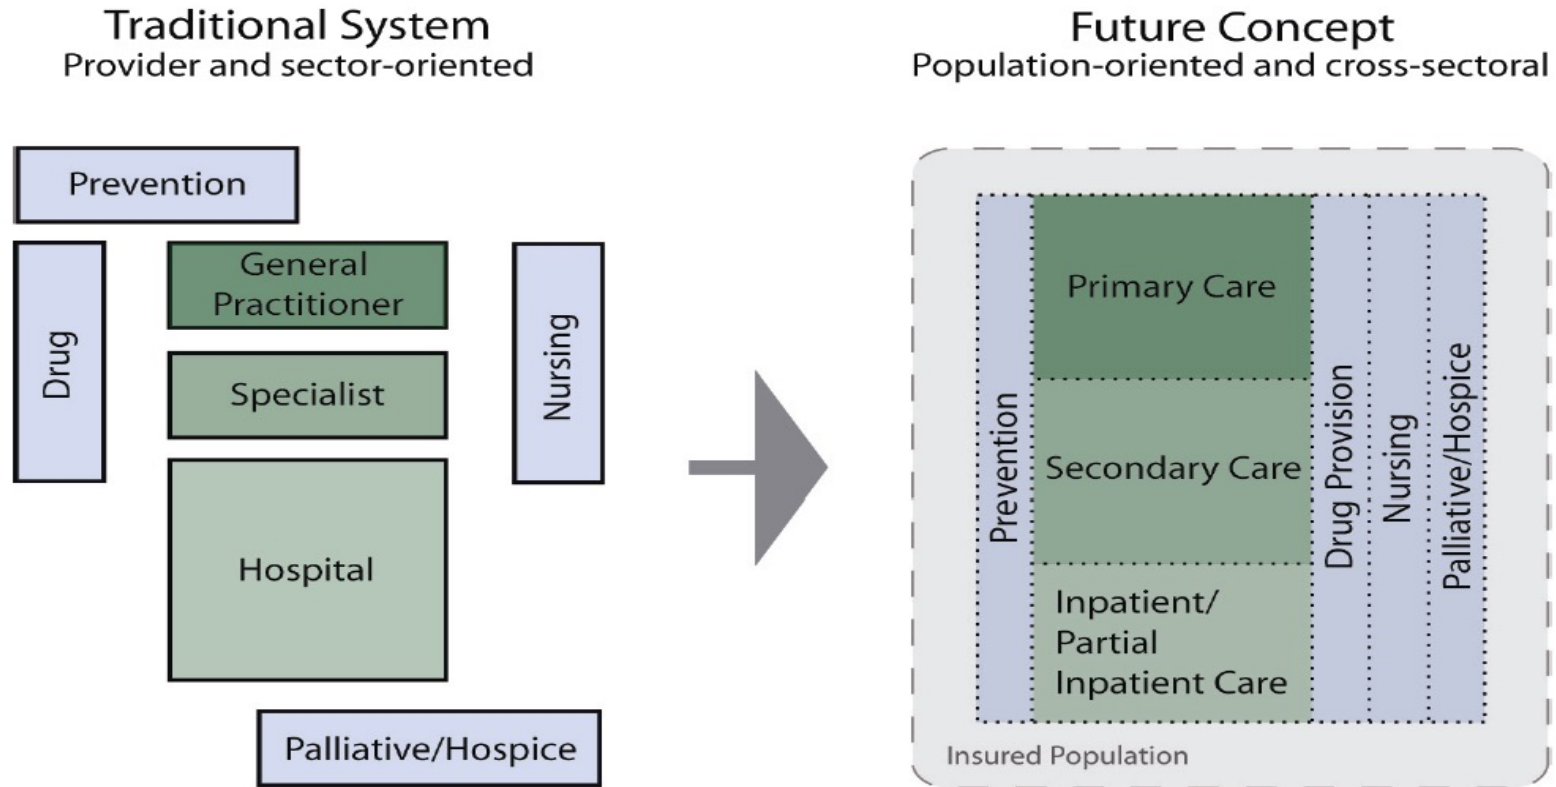 Traditional System
Provider and sector-oriented
Prevention
Drug
General
Practitioner
Specialist
Hospital
Nursing
Palliative/Hospice
Future Concept
Population-oriented and cross-sectoral
Prevention
Primary Care
Secondary Care
Inpatient/
Partial
Inpatient Care
Drug Provision
Nursing
Palliative/Hospice
Insured Population